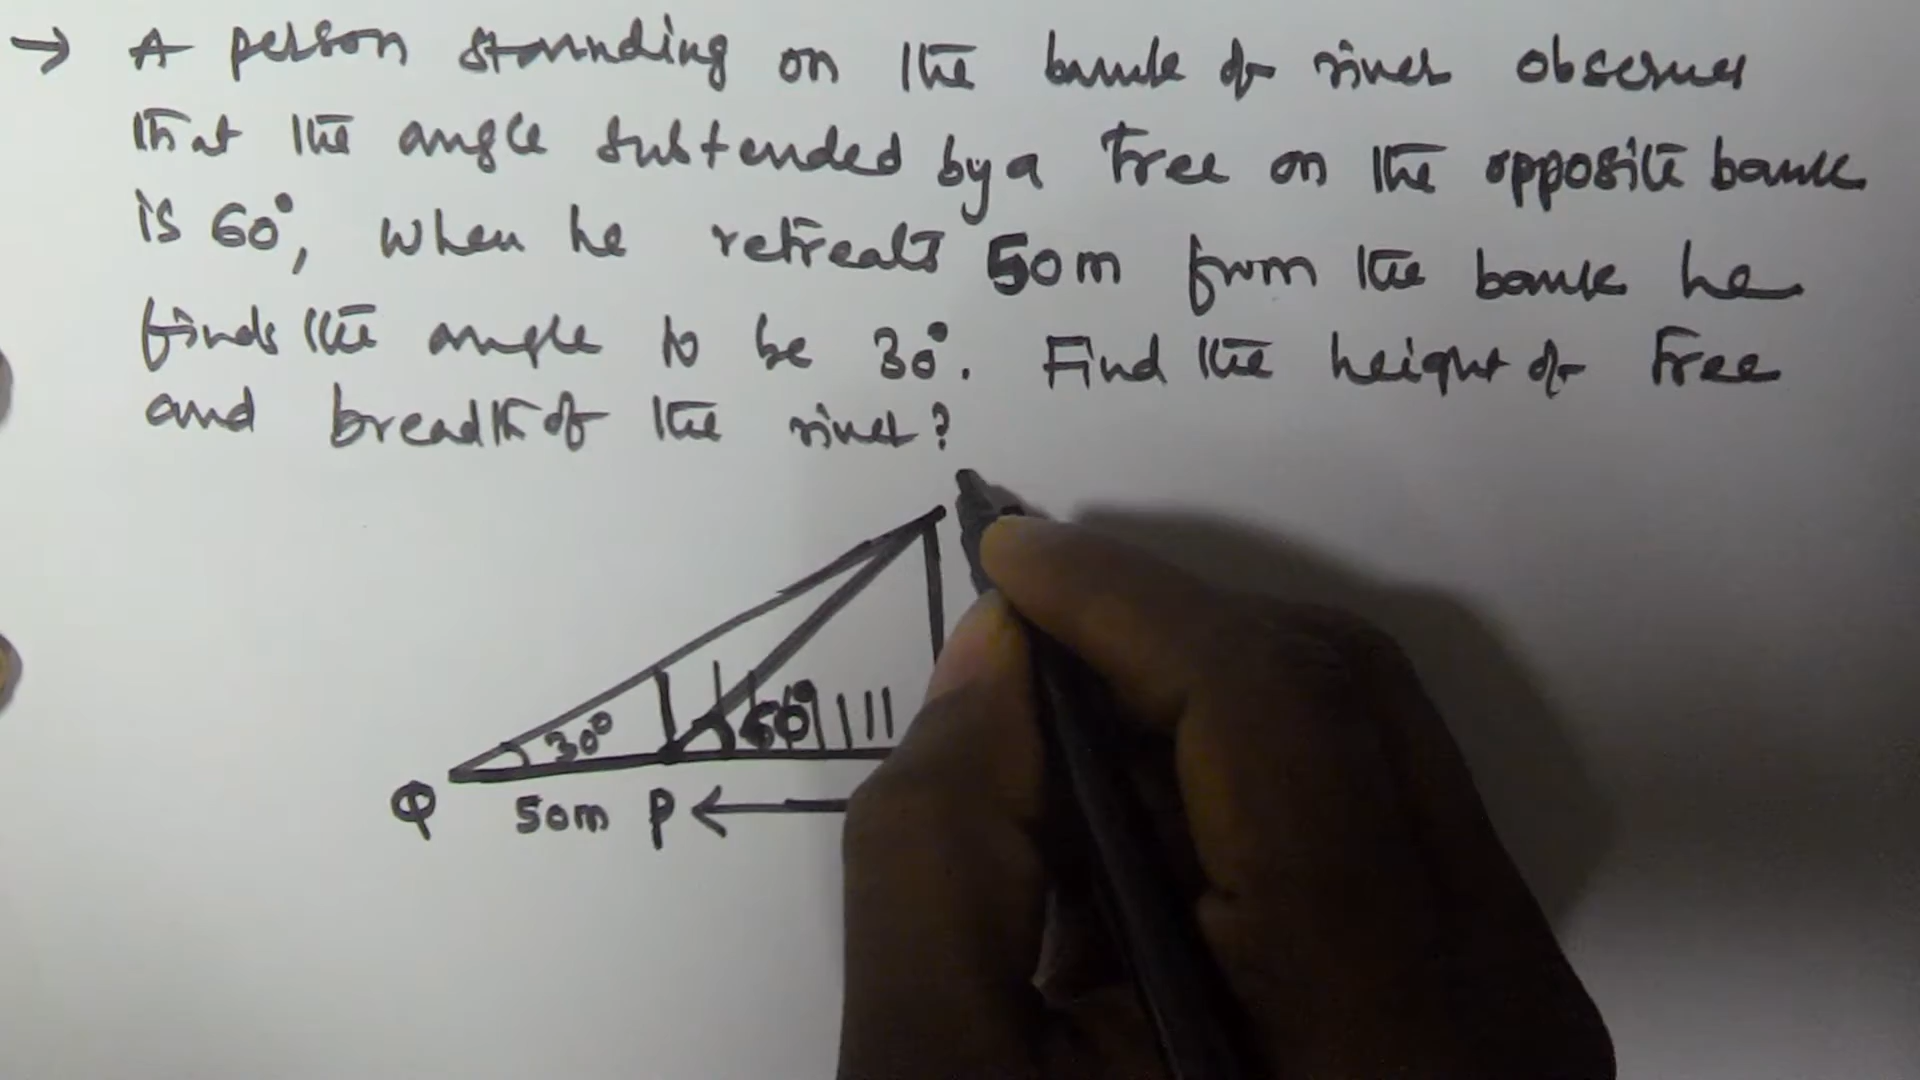 → A person standing on the bank of river observes
that the angle subtended by a tree on the opposite bank
is 60°, when he retreats 50m from the bank he
finds the angle to be 30°. Find the height of tree
and breadth of the river?
30° 60°
Q 50m P